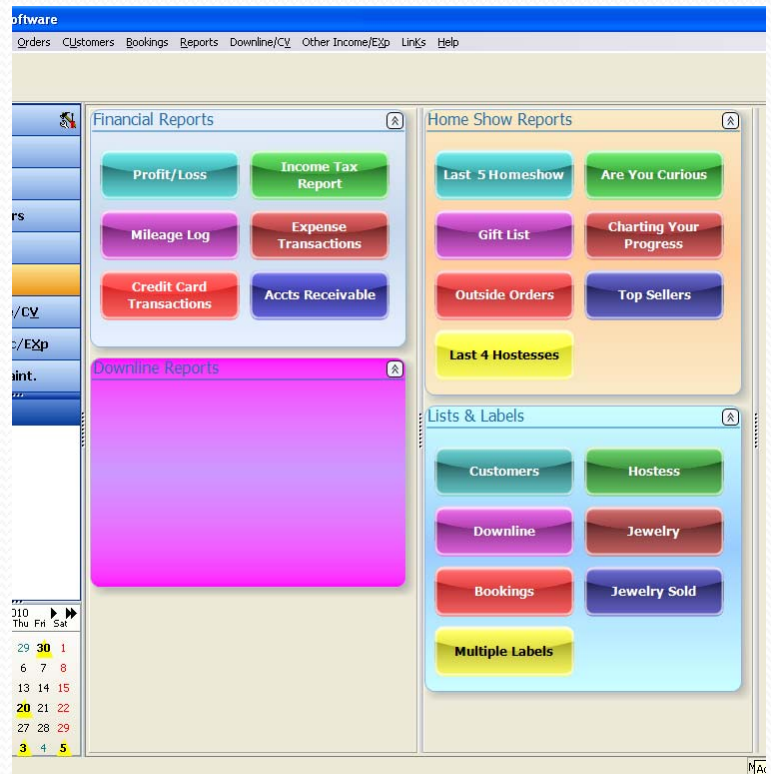 oftware
Orders CUstomers Bookings Reports Downline/CV Other Income/EXp LinKs Help
Financial Reports
Profit/Loss
Income Tax
Report
Mileage Log
Expense
Transactions
Credit Card
Transactions
Accts Receivable
Downline Reports
Home Show Reports
Last 5 Homeshow
Are You Curious
Gift List
Charting Your
Progress
Outside Orders
Top Sellers
Last 4 Hostesses
Lists & Labels
Customers
Hostess
Downline
Jewelry
Bookings
Jewelry Sold
Multiple Labels
rs
/CV
c/EXp
aint.
010
Thu Fri Sat
29 30 1
6 7 8
13 14 15
20 21 22
27 28 29
3 4 5